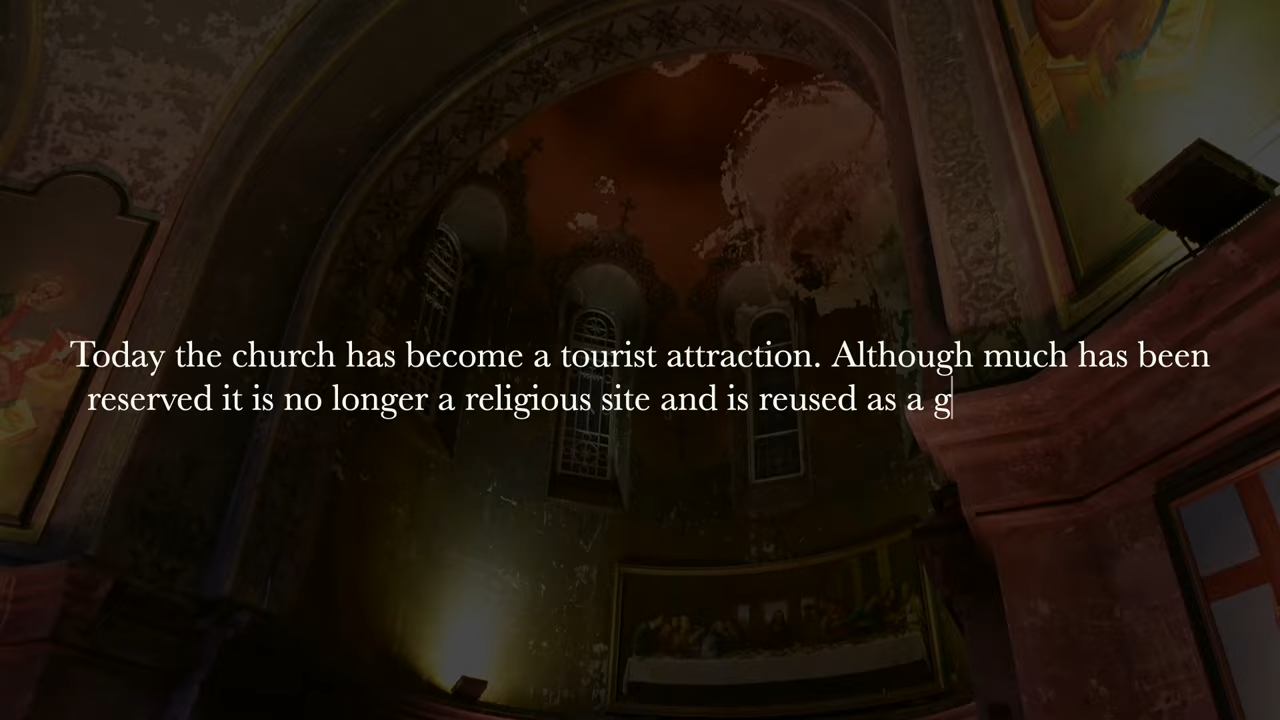 Today the church has become a tourist attraction. Although much has been
reserved it is no longer a religious site and is reused as a g